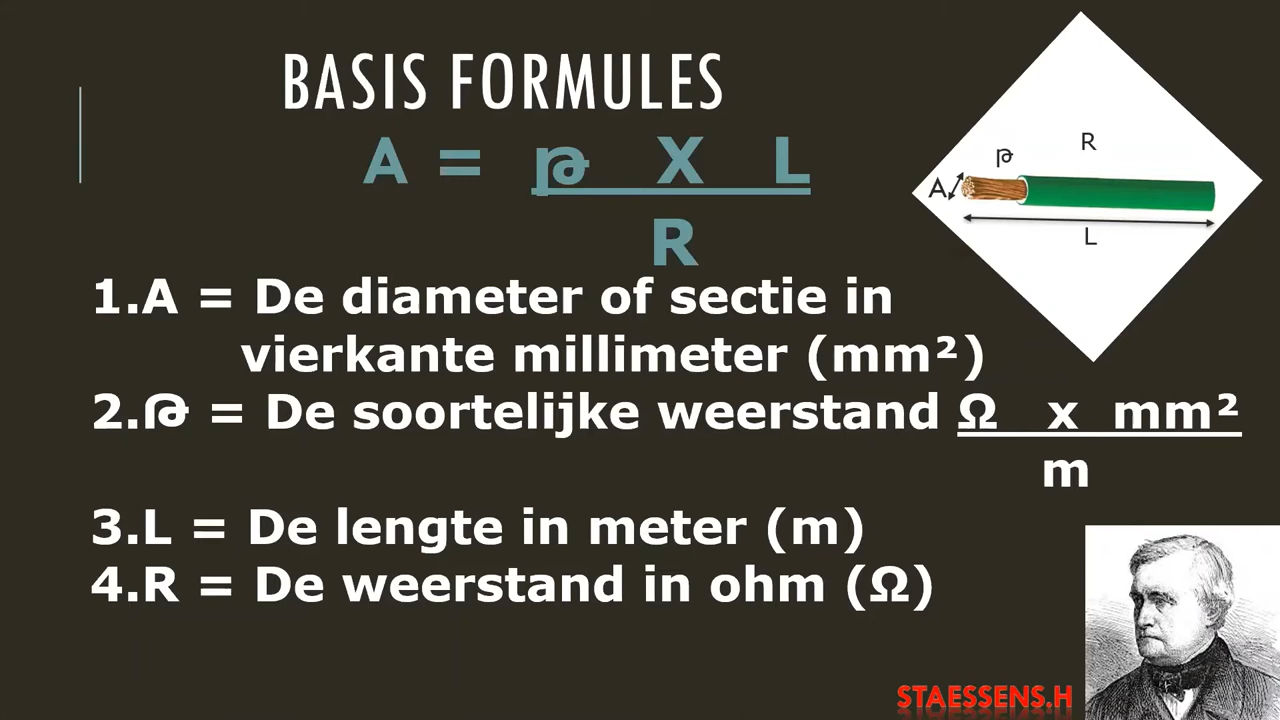 BASIS FORMULES
A = թ X L
R
1.A = De diameter of sectie in
vierkante millimeter (mm²)
2.Թ = De soortelijke weerstand Ω x mm²
m
3.L = De lengte in meter (m)
4.R = De weerstand in ohm (Ω)
R
թ
A
L
STAESSENS.H